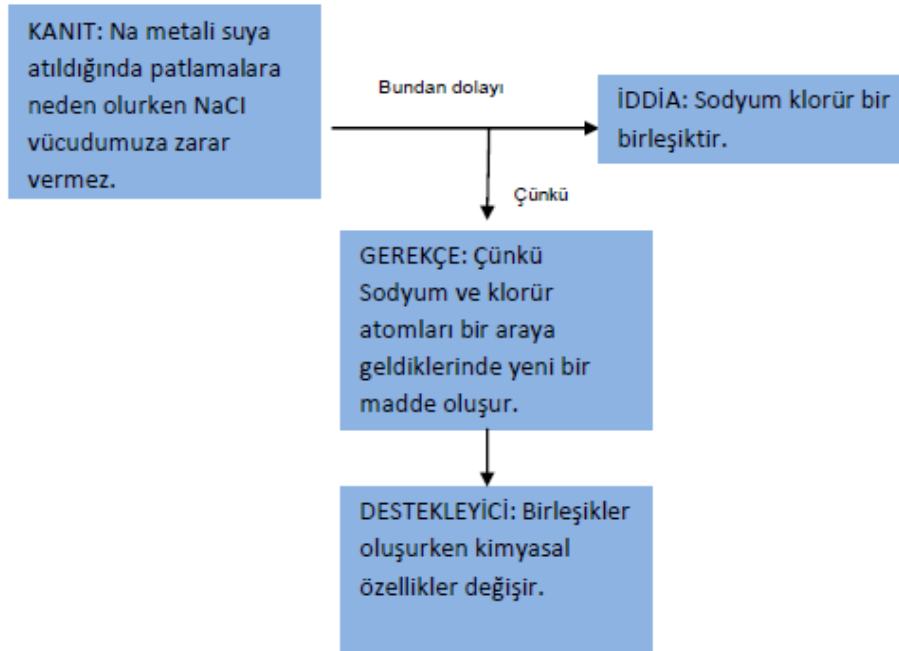 KANIT: Na metali suya
atıldığında patlamalara
neden olurken NaCI
vücudumuza zarar
vermez.
Bundan dolayı
İDDİA: Sodyum klorür bir
birleşiktir.
Çünkü
GEREKÇE: Çünkü
Sodyum ve klorür
atomları bir araya
geldiklerinde yeni bir
madde oluşur.
DESTEKLEYİCİ: Birleşikler
oluşurken kimyasal
özellikler değişir.